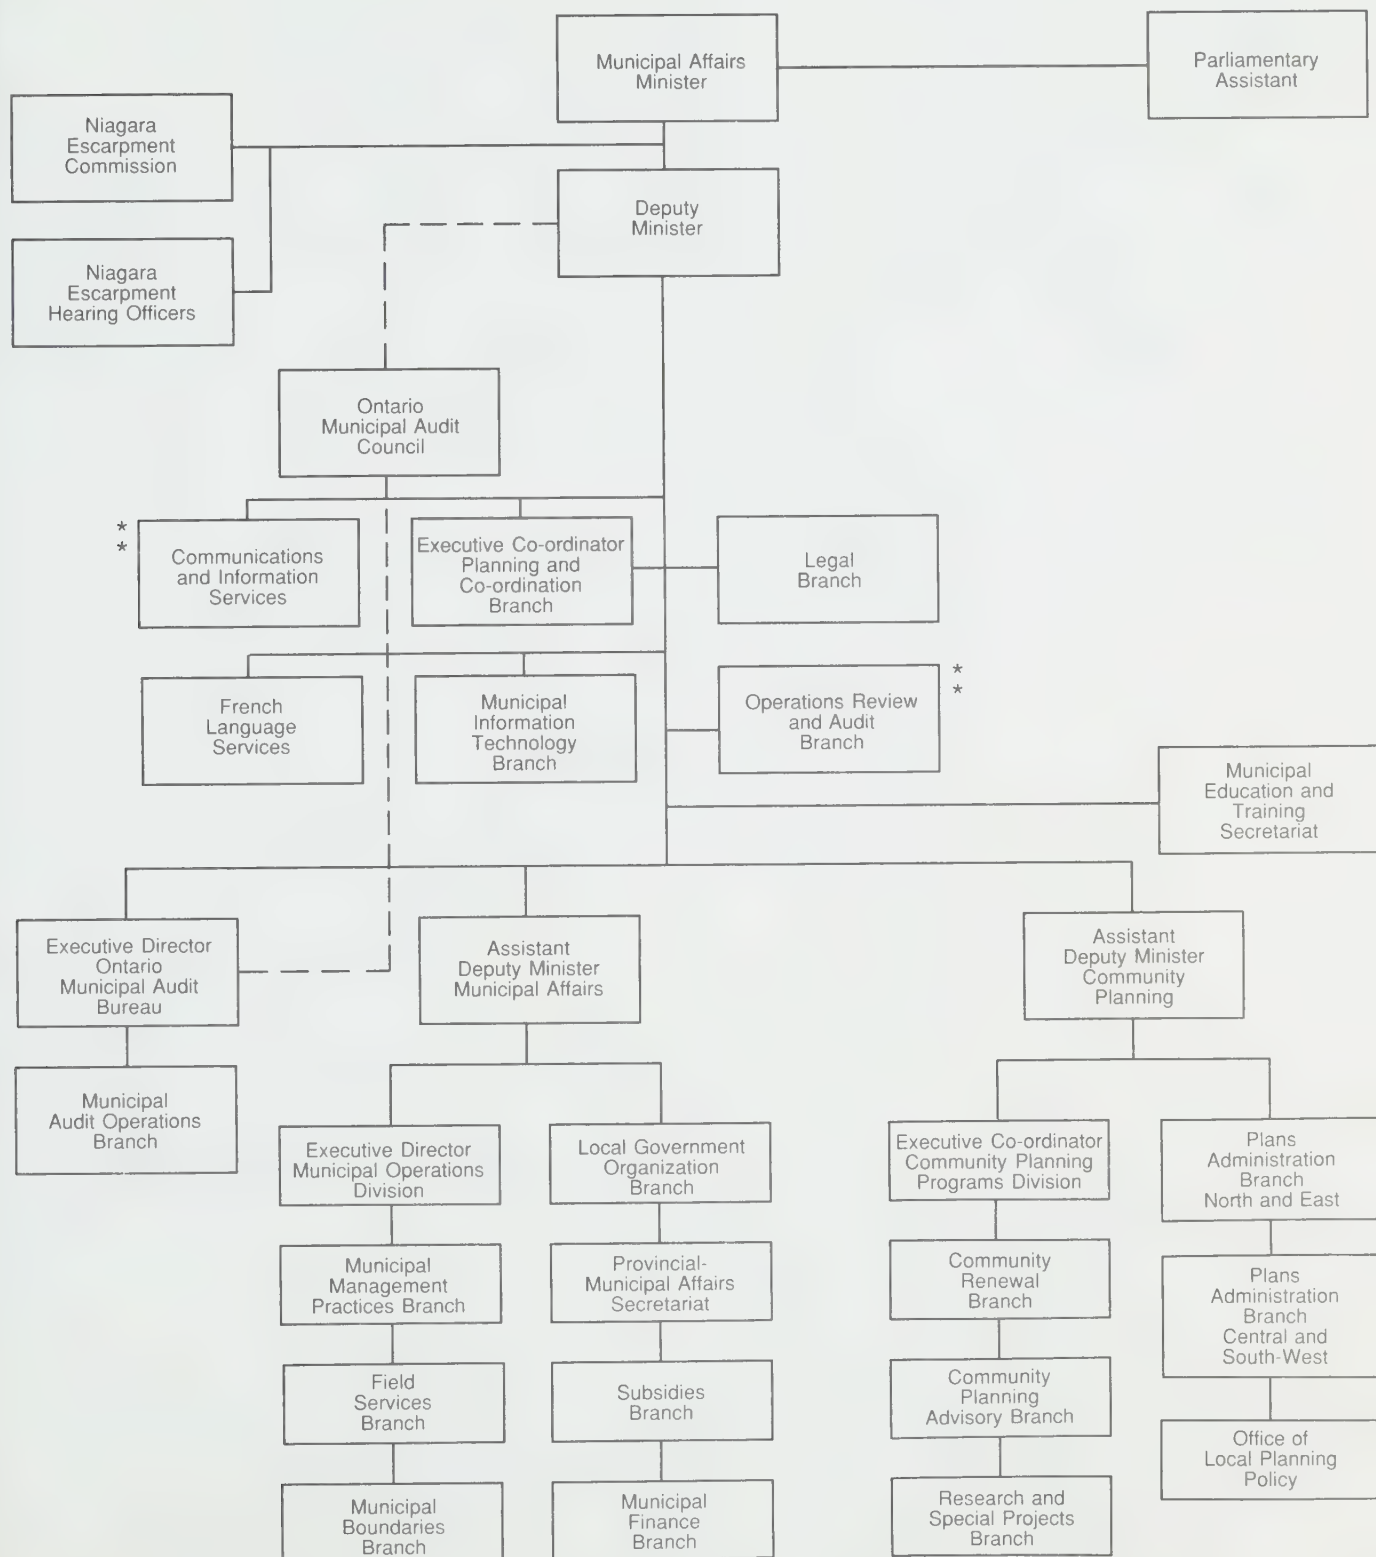 Municipal Affairs
Minister
Parliamentary
Assistant
Niagara
Escarpment
Commission
Deputy
Minister
Niagara
Escarpment
Hearing Officers
Ontario
Municipal Audit
Council
*
*
Communications
and Information
Services
Executive Co-ordinator
Planning and
Co-ordination
Branch
Legal
Branch
French
Language
Services
Municipal
Information
Technology
Branch
Operations Review
and Audit
Branch
*
*
Municipal
Education and
Training
Secretariat
Executive Director
Ontario
Municipal Audit
Bureau
Assistant
Deputy Minister
Municipal Affairs
Assistant
Deputy Minister
Community
Planning
Municipal
Audit Operations
Branch
Executive Director
Municipal Operations
Division
Local Government
Organization
Branch
Executive Co-ordinator
Community Planning
Programs Division
Plans
Administration
Branch
North and East
Municipal
Management
Practices Branch
Provincial-
Municipal Affairs
Secretariat
Community
Renewal
Branch
Plans
Administration
Branch
Central and
South-West
Field
Services
Branch
Subsidies
Branch
Community
Planning
Advisory Branch
Office of
Local Planning
Policy
Municipal
Boundaries
Branch
Municipal
Finance
Branch
Research and
Special Projects
Branch